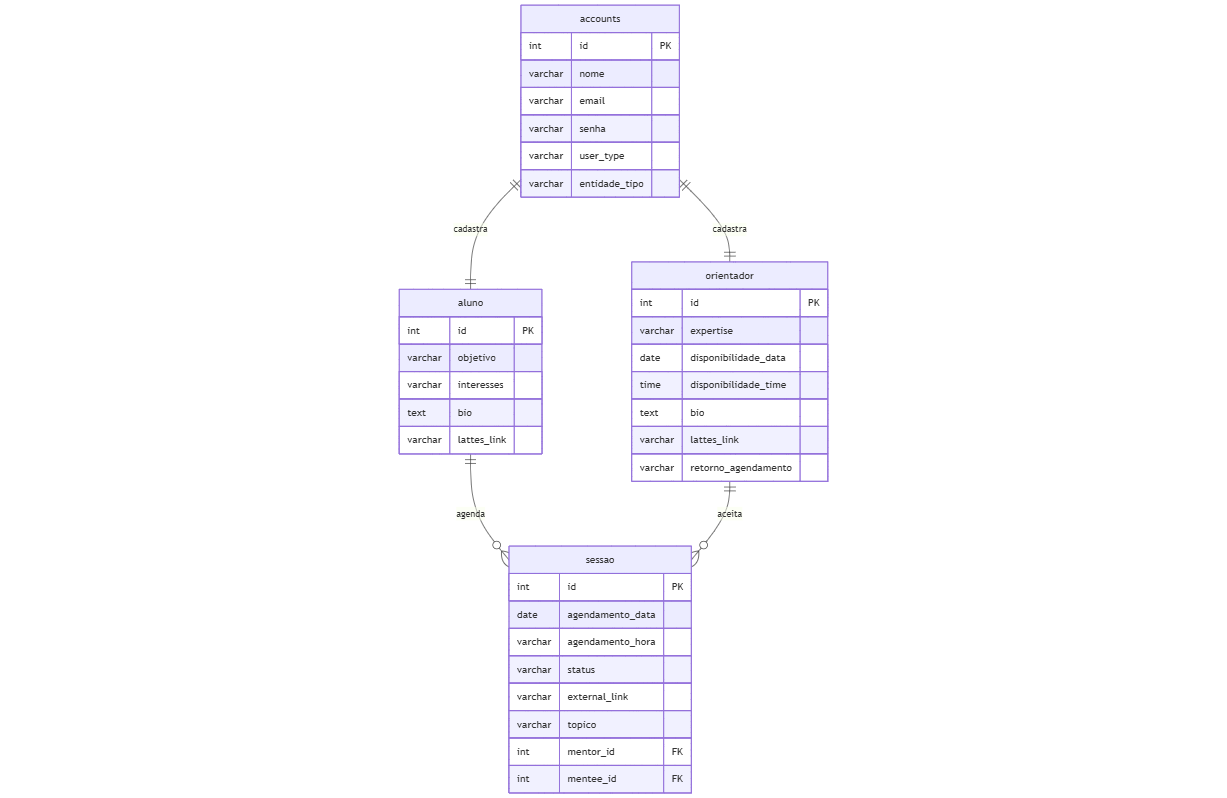 accounts
int id PK
varchar nome
varchar email
varchar senha
varchar user_type
varchar entidade_tipo
cadastra
cadastra
aluno
int id PK
varchar objetivo
varchar interesses
text bio
varchar lattes_link
orientador
int id PK
varchar expertise
date disponibilidade_data
time disponibilidade_time
text bio
varchar lattes_link
varchar retorno_agendamento
agenda
aceita
sessao
int id PK
date agendamento_data
varchar agendamento_hora
varchar status
varchar external_link
varchar topico
int mentor_id FK
int mentee_id FK